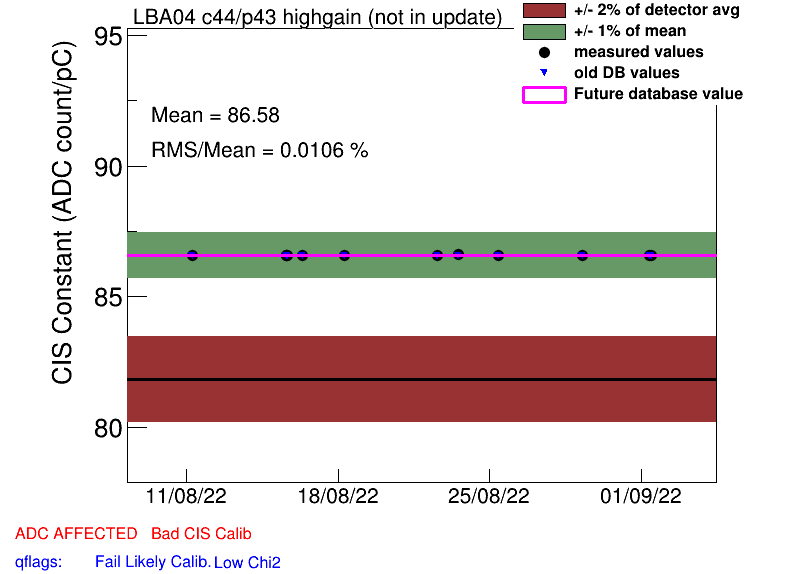 LBA04 c44/p43 highgain (not in update)
+/- 2% of detector avg
+/- 1% of mean
measured values
old DB values
Future database value
Mean = 86.58
RMS/Mean = 0.0106 %
CIS Constant (ADC count/pC)
95
90
85
80
11/08/22 18/08/22 25/08/22 01/09/22
ADC AFFECTED Bad CIS Calib
qflags: Fail Likely Calib. Low Chi2